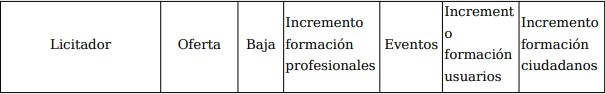 Licitador
Oferta
Baja
Incremento
formación
profesionales
Eventos
Increment
o
formación
usuarios
Incremento
formación
ciudadanos